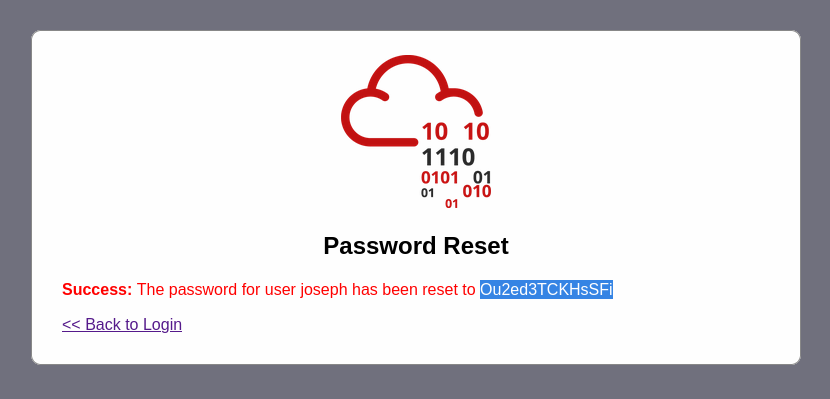 10 10
1110
0101 01
01 010
01
Password Reset
Success: The password for user joseph has been reset to Ou2ed3TCKHsSFi
<< Back to Login